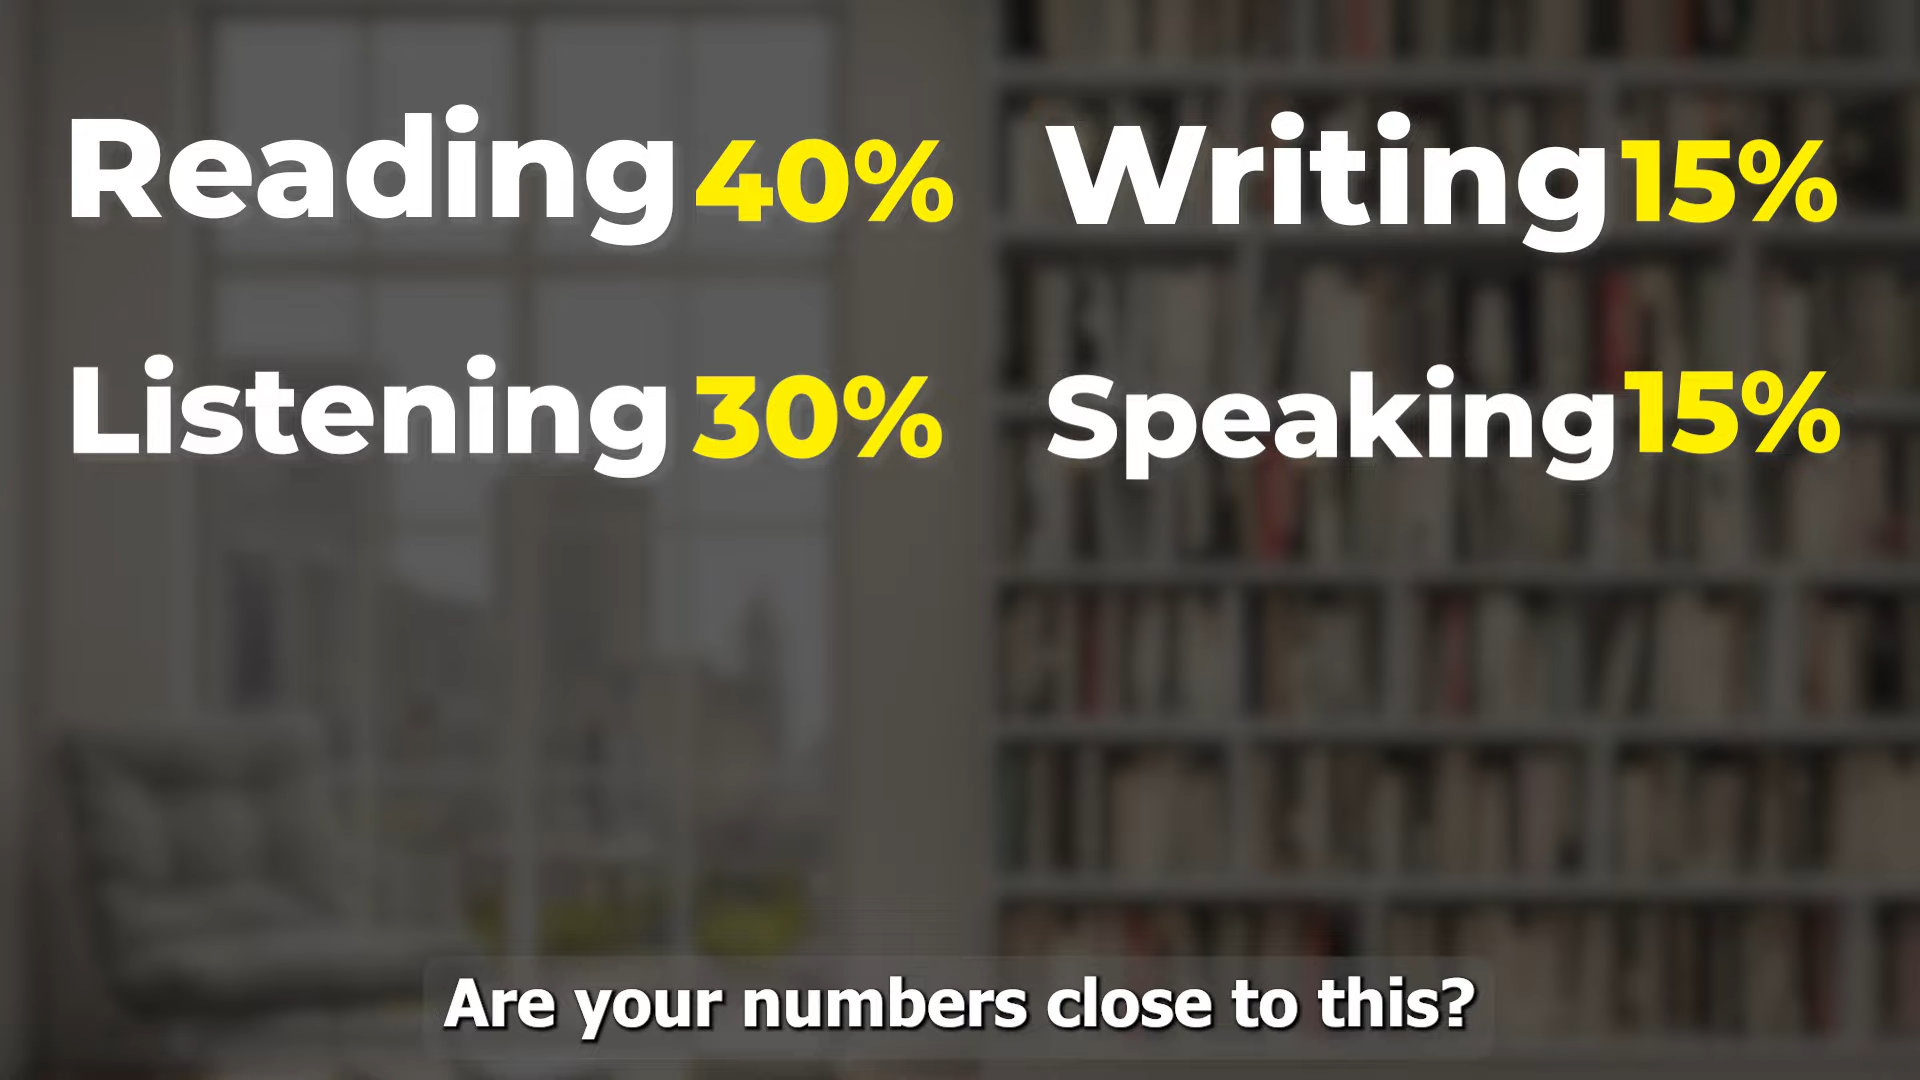 Reading 40% Writing 15%
Listening 30% Speaking 15%
Are your numbers close to this?